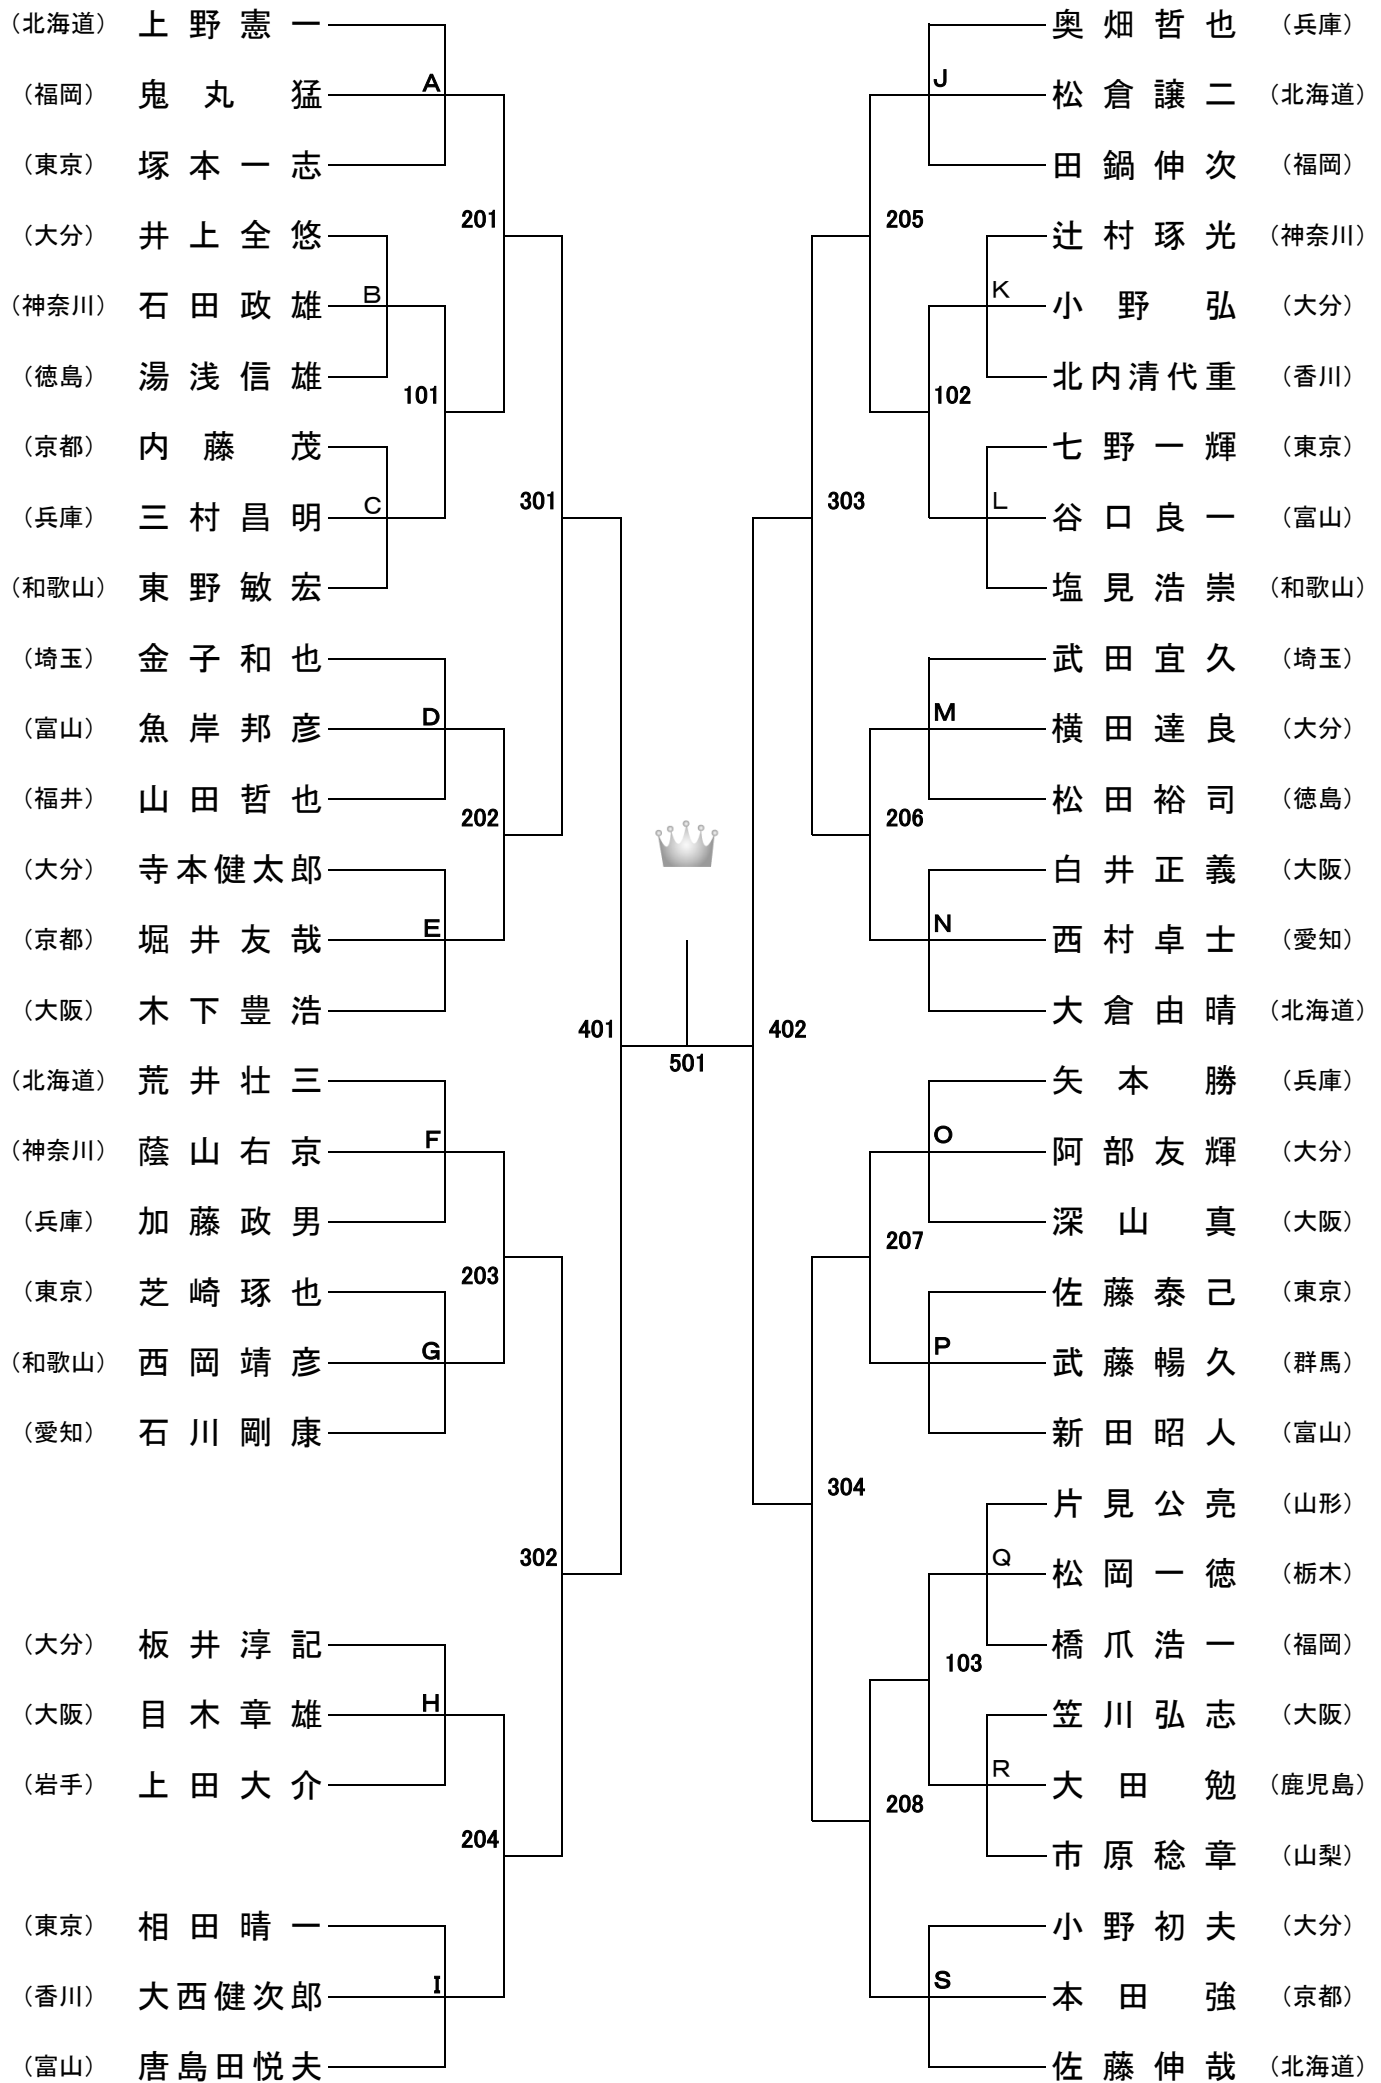 （北海道） 上野憲一
（福岡） 鬼丸猛
A
（東京） 塚本一志
201
（大分） 井上全悠
（神奈川） 石田政雄
B
（徳島） 湯浅信雄
101
（京都） 内藤茂
（兵庫） 三村昌明
C
301
（和歌山） 東野敏宏
（埼玉） 金子和也
（富山） 魚岸邦彦
D
（福井） 山田哲也
202
（大分） 寺本健太郎
（京都） 堀井友哉
E
（大阪） 木下豊浩
401
（北海道） 荒井壮三
（神奈川） 蔭山右京
F
（兵庫） 加藤政男
203
（東京） 芝崎琢也
（和歌山） 西岡靖彦
G
（愛知） 石川剛康
302
（大分） 板井淳記
（大阪） 目木章雄
H
（岩手） 上田大介
204
（東京） 相田晴一
（香川） 大西健次郎
I
（富山） 唐島田悦夫
501
奥畑哲也 （兵庫）
J
松倉譲二 （北海道）
田鍋伸次 （福岡）
205
辻村琢光 （神奈川）
K
小野弘 （大分）
北内清代重 （香川）
102
七野一輝 （東京）
L
谷口良一 （富山）
303
塩見浩崇 （和歌山）
武田宜久 （埼玉）
M
横田達良 （大分）
松田裕司 （徳島）
206
白井正義 （大阪）
N
西村卓士 （愛知）
大倉由晴 （北海道）
402
矢本勝 （兵庫）
O
阿部友輝 （大分）
深山真 （大阪）
207
佐藤泰己 （東京）
P
武藤暢久 （群馬）
新田昭人 （富山）
304
片見公亮 （山形）
Q
松岡一徳 （栃木）
橋爪浩一 （福岡）
103
笠川弘志 （大阪）
R
大田勉 （鹿児島）
208
市原稔章 （山梨）
小野初夫 （大分）
S
本田強 （京都）
佐藤伸哉 （北海道）